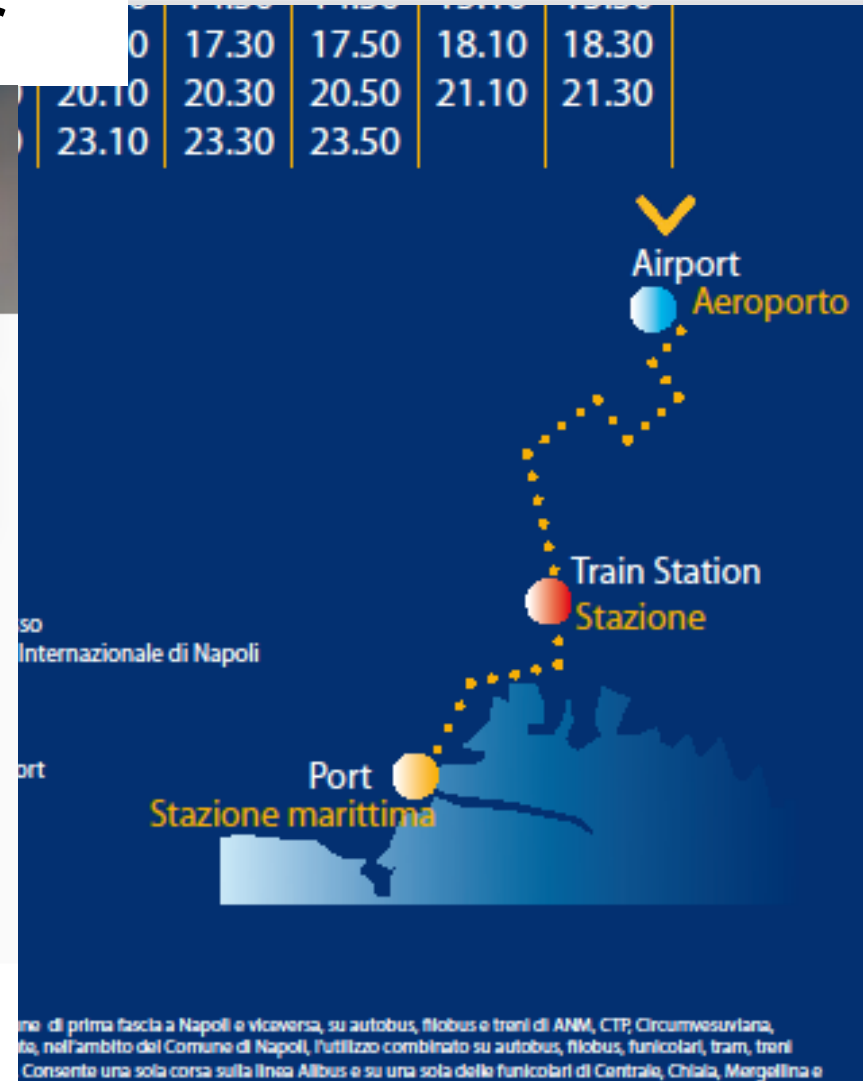 17.30 17.50 18.10 18.30
20.10 20.30 20.50 21.10 21.30
23.10 23.30 23.50
Airport
Aeroporto
Train Station
Stazione
Internazionale di Napoli
Port
Stazione marittima
di prima fascia a Napoli e viceversa, su autobus, filobus e treni di ANM, CTP, Circumvesuviana,
nell'ambito del Comune di Napoli, l'utilizzo combinato su autobus, filobus, funicolari, tram, treni
Consente una sola corsa sulla linea Alibus e su una sola delle funicolari di Centrale, Chiaia, Mergellina e